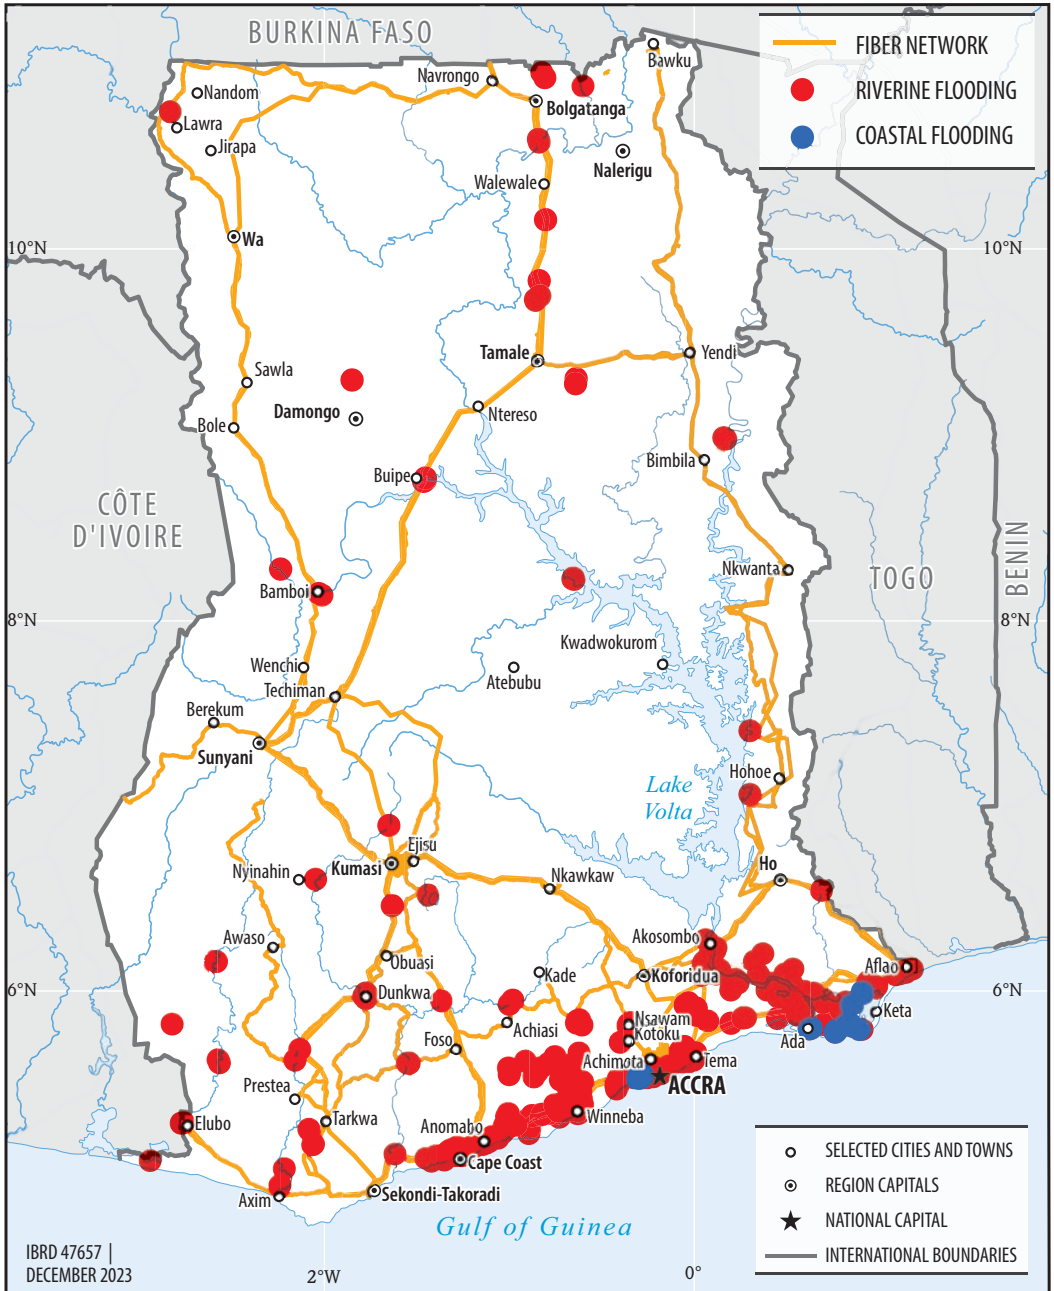 BURKINA FASO
FIBER NETWORK
RIVERINE FLOODING
COASTAL FLOODING
Bawku
Navrongo
Nandom
Bolgatanga
Lawra
Jirapa
Nalerigu
Walewale
Wa
10°N
10°N
Tamale
Yendi
Sawla
Damongo
Ntereso
Bole
Bimbila
Buipe
CÔTE
D'IVOIRE
BENIN
TOGO
Nkwanta
Bamboi
8°N
8°N
Kwadwokurom
Wenchi
Atebubu
Techiman
Berekum
Sunyani
Hohoe
Lake
Volta
Ejisu
Kumasi
Ho
Nyinahin
Nkawkaw
Awaso
Akosombo
Obuasi
Aflao
Kade
Koforidua
6°N
6°N
Dunkwa
Keta
Nsawam
Achiasi
Kotoku
Foso
Ada
Achimota
Tema
Prestea
ACCRA
Tarkwa
Winneba
Elubo
Anomabo
Cape Coast
Axim
Sekondi-Takoradi
Gulf of Guinea
SELECTED CITIES AND TOWNS
REGION CAPITALS
NATIONAL CAPITAL
INTERNATIONAL BOUNDARIES
IBRD 47657 |
DECEMBER 2023
2°W
0°